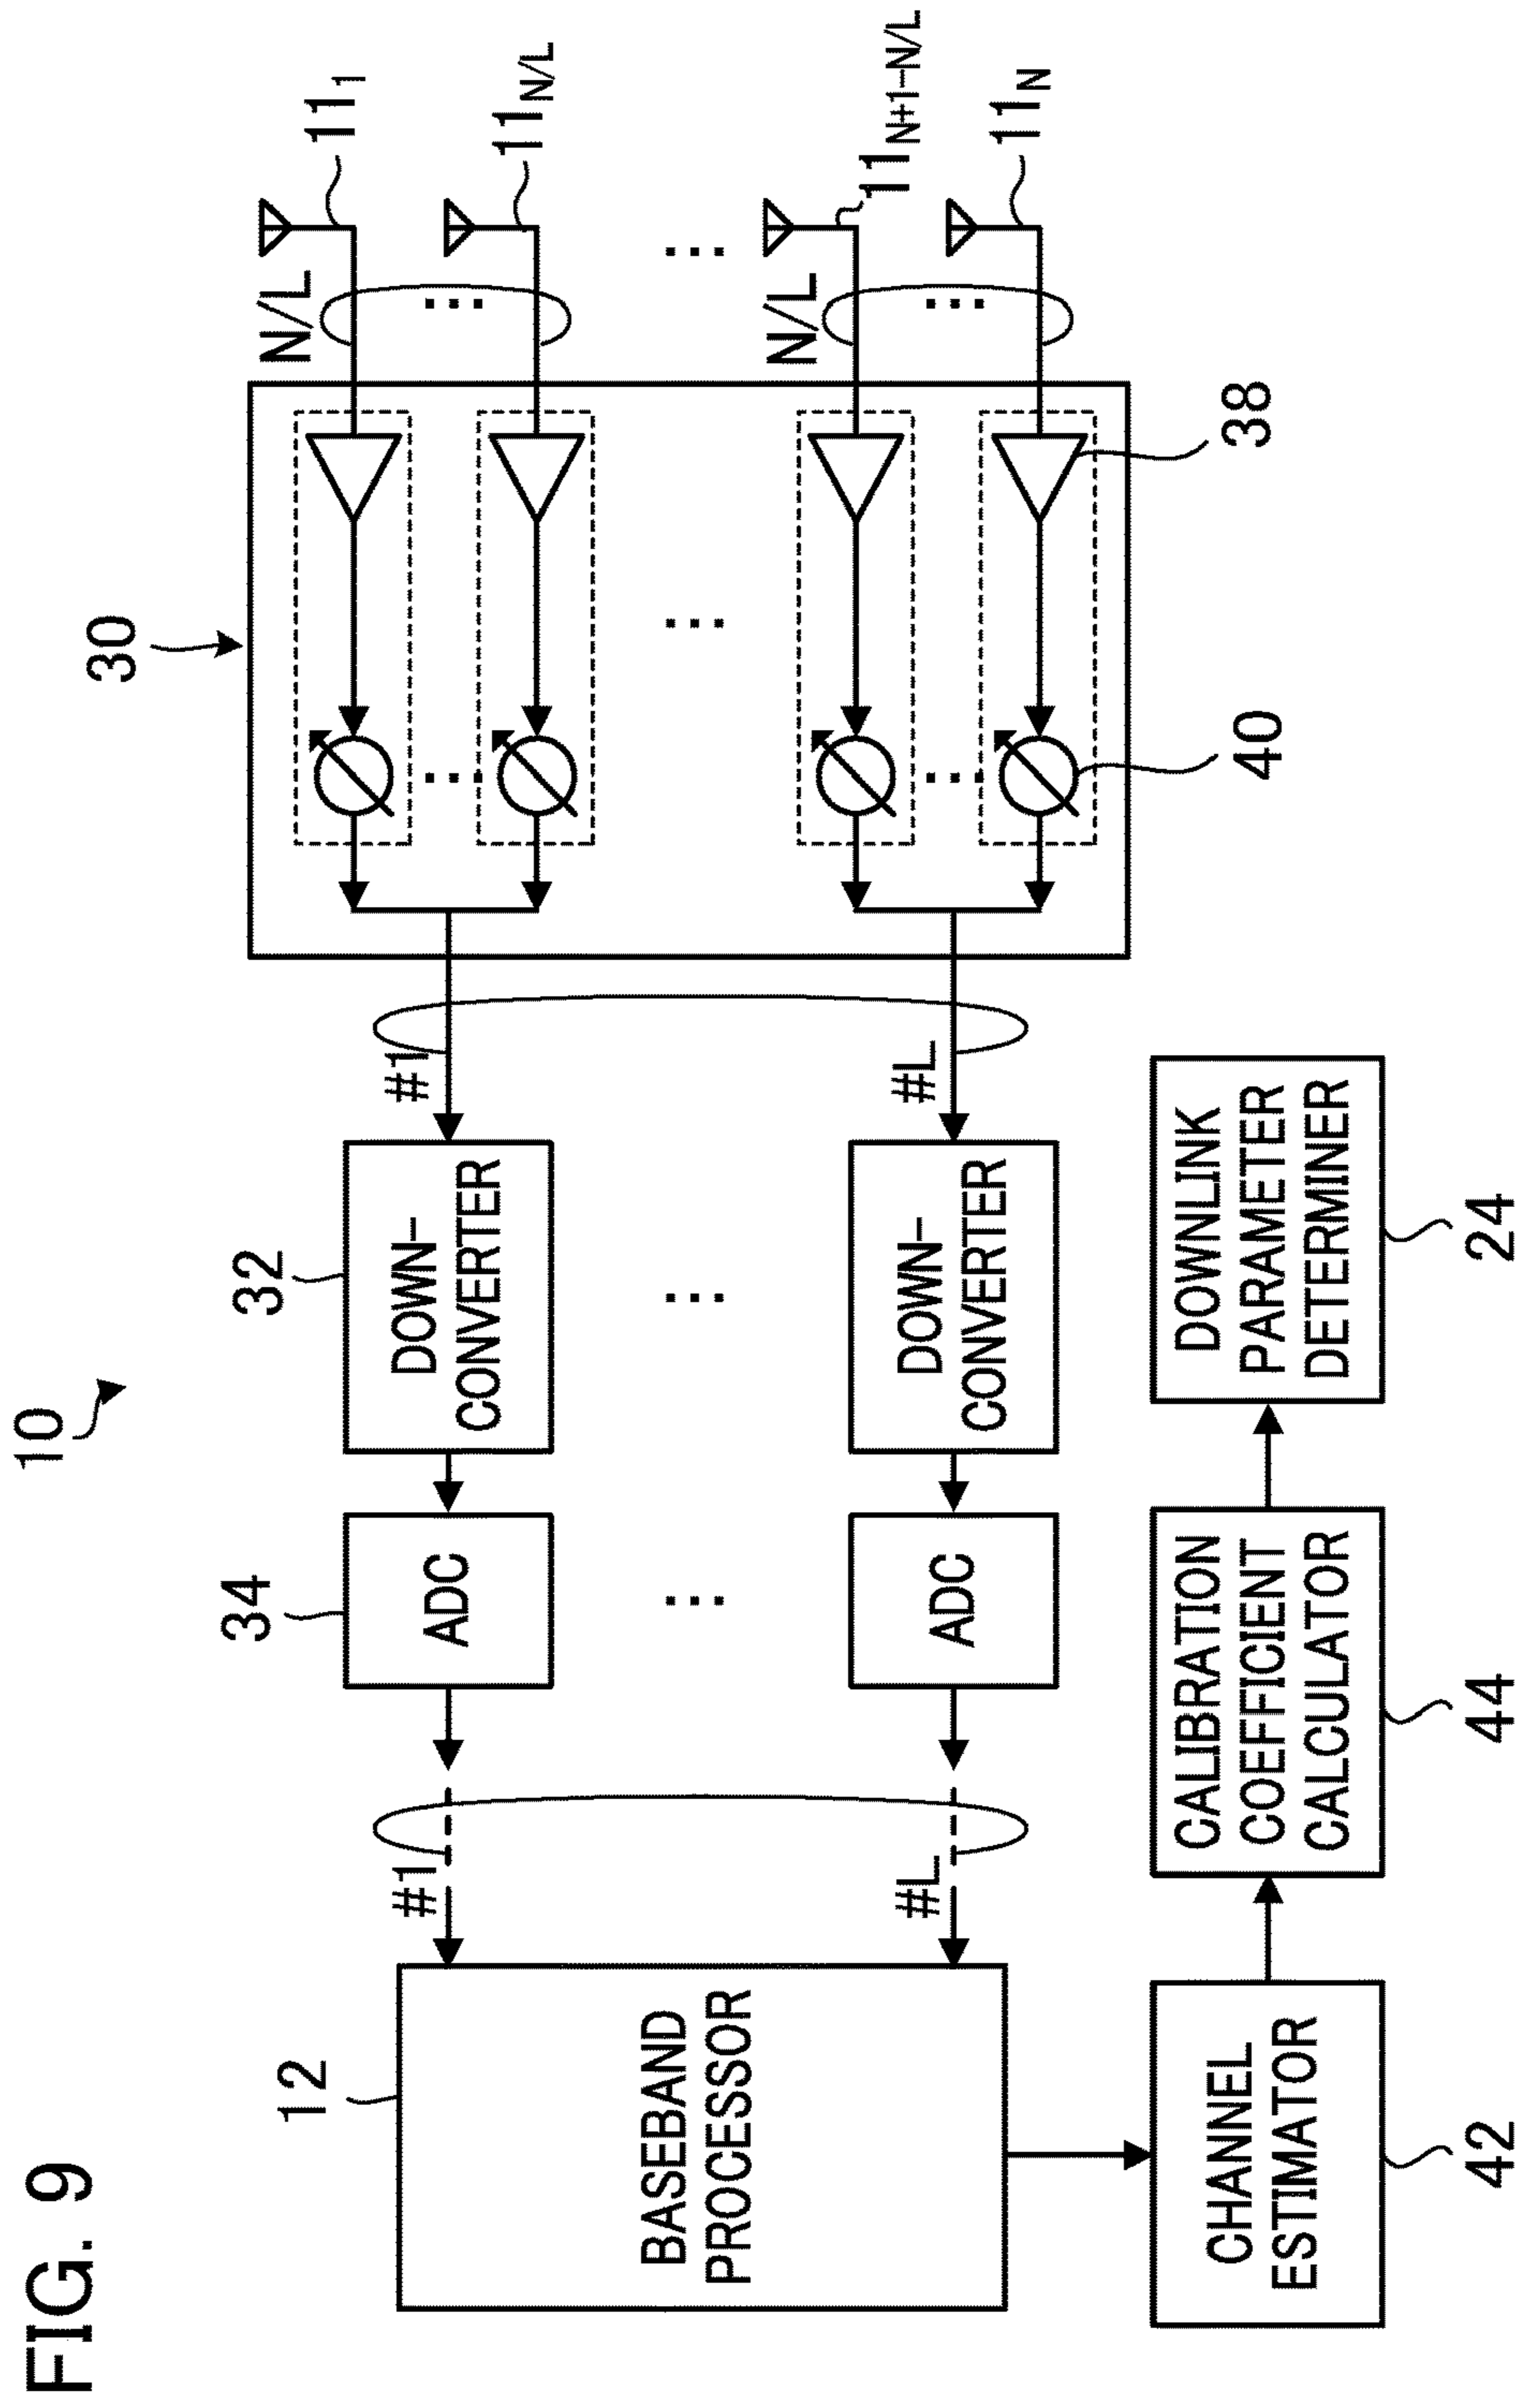 FIG. 9
10
12
BASEBAND
PROCESSOR
#1
#L
34
ADC
ADC
32
DOWN-
CONVERTER
DOWN-
CONVERTER
#1
#L
30
N/L
N/L
11₁
11N/L
11N+1-N/L
11N
38
40
CHANNEL
ESTIMATOR
42
CALIBRATION
COEFFICIENT
CALCULATOR
44
DOWNLINK
PARAMETER
DETERMINER
24